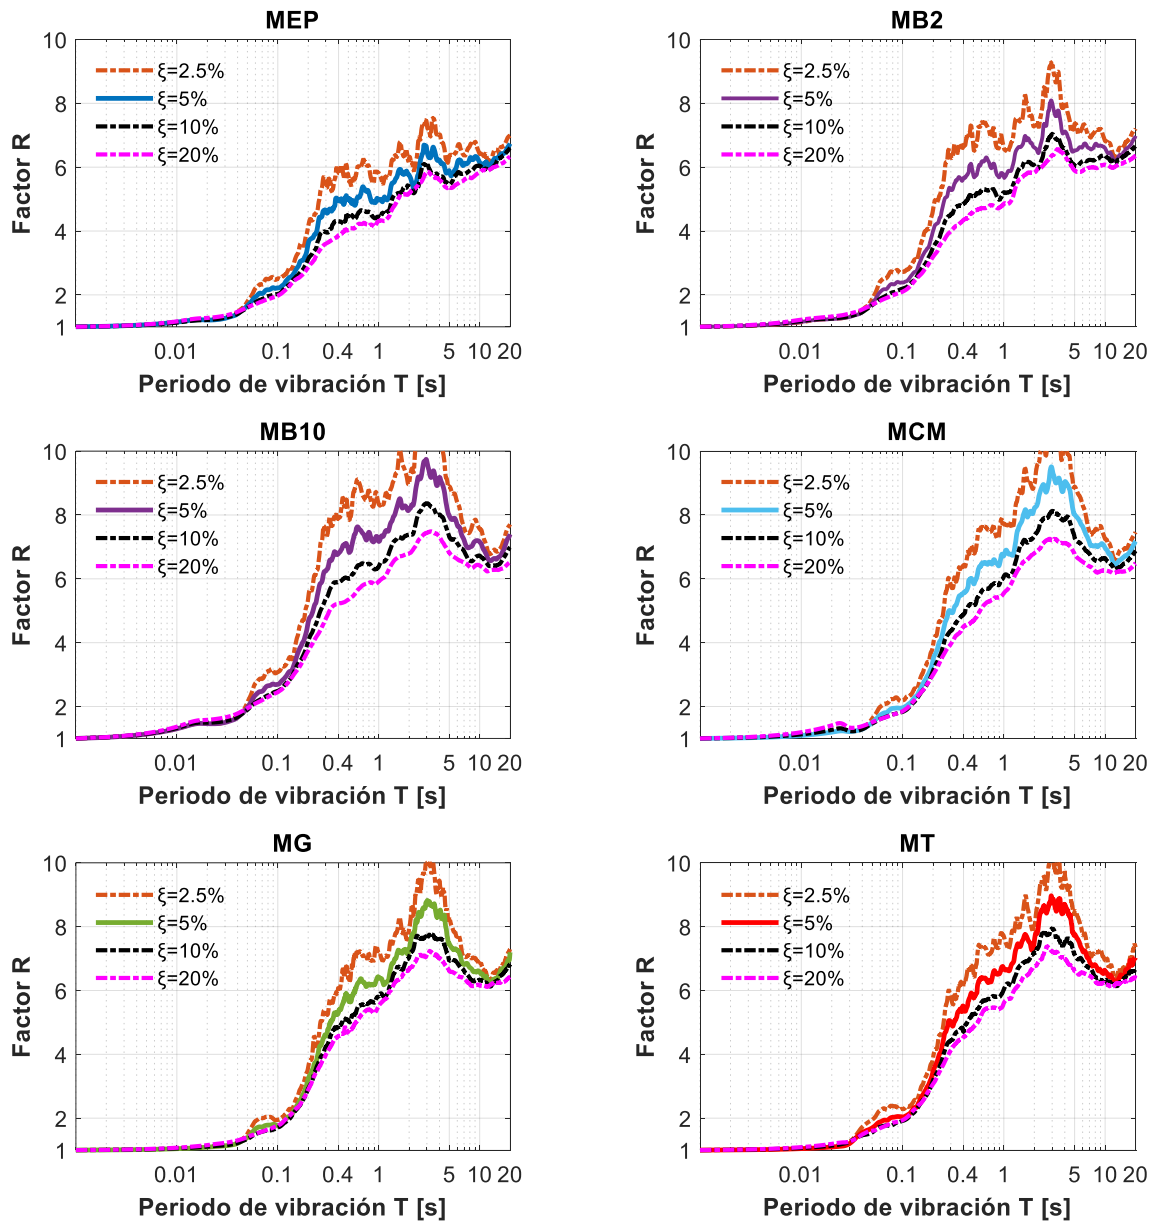 MEP
MB2
10
8
6
4
2
1
Factor R
ξ=2.5%
ξ=5%
ξ=10%
ξ=20%
0.01 0.1 0.4 1 5 10 20
Periodo de vibración T [s]
10
8
6
4
2
1
Factor R
ξ=2.5%
ξ=5%
ξ=10%
ξ=20%
0.01 0.1 0.4 1 5 10 20
Periodo de vibración T [s]
MB10
MCM
10
8
6
4
2
1
Factor R
ξ=2.5%
ξ=5%
ξ=10%
ξ=20%
0.01 0.1 0.4 1 5 10 20
Periodo de vibración T [s]
10
8
6
4
2
1
Factor R
ξ=2.5%
ξ=5%
ξ=10%
ξ=20%
0.01 0.1 0.4 1 5 10 20
Periodo de vibración T [s]
MG
MT
10
8
6
4
2
1
Factor R
ξ=2.5%
ξ=5%
ξ=10%
ξ=20%
0.01 0.1 0.4 1 5 10 20
Periodo de vibración T [s]
10
8
6
4
2
1
Factor R
ξ=2.5%
ξ=5%
ξ=10%
ξ=20%
0.01 0.1 0.4 1 5 10 20
Periodo de vibración T [s]